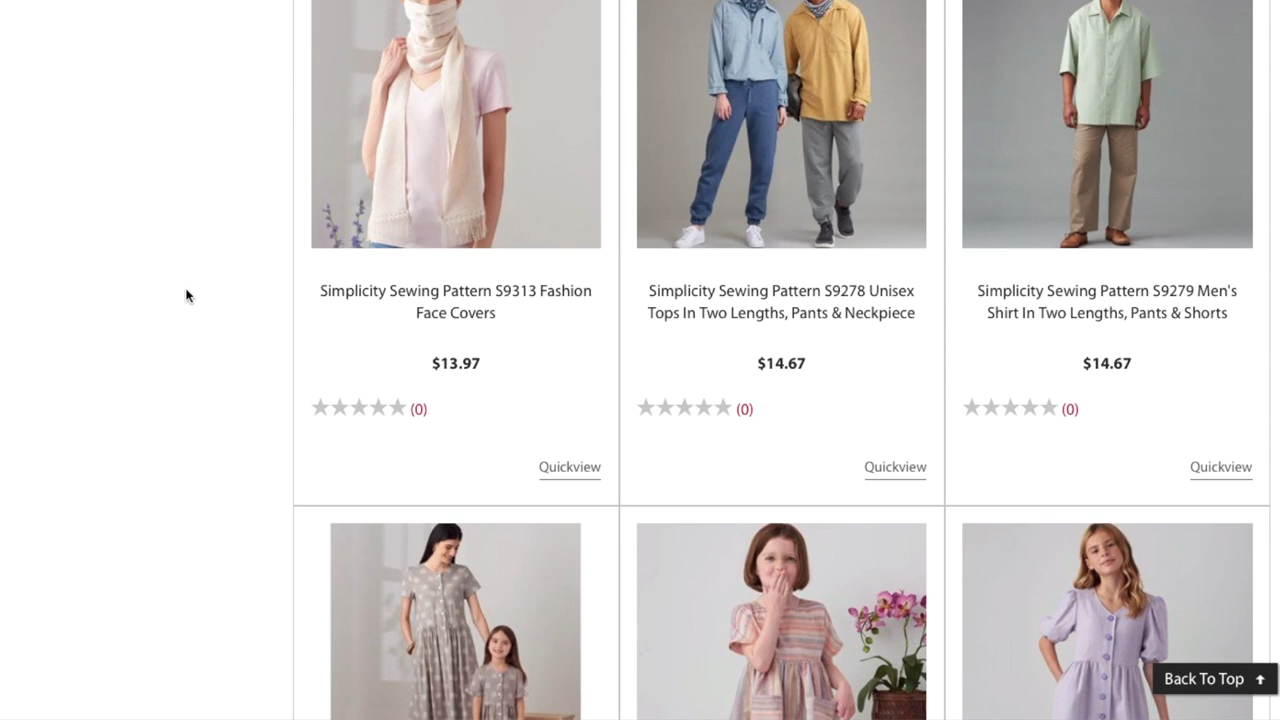 Simplicity Sewing Pattern S9313 Fashion
Face Covers
$13.97
(0)
Quickview
Simplicity Sewing Pattern S9278 Unisex
Tops In Two Lengths, Pants & Neckpiece
$14.67
(0)
Quickview
Simplicity Sewing Pattern S9279 Men's
Shirt In Two Lengths, Pants & Shorts
$14.67
(0)
Quickview
Back To Top